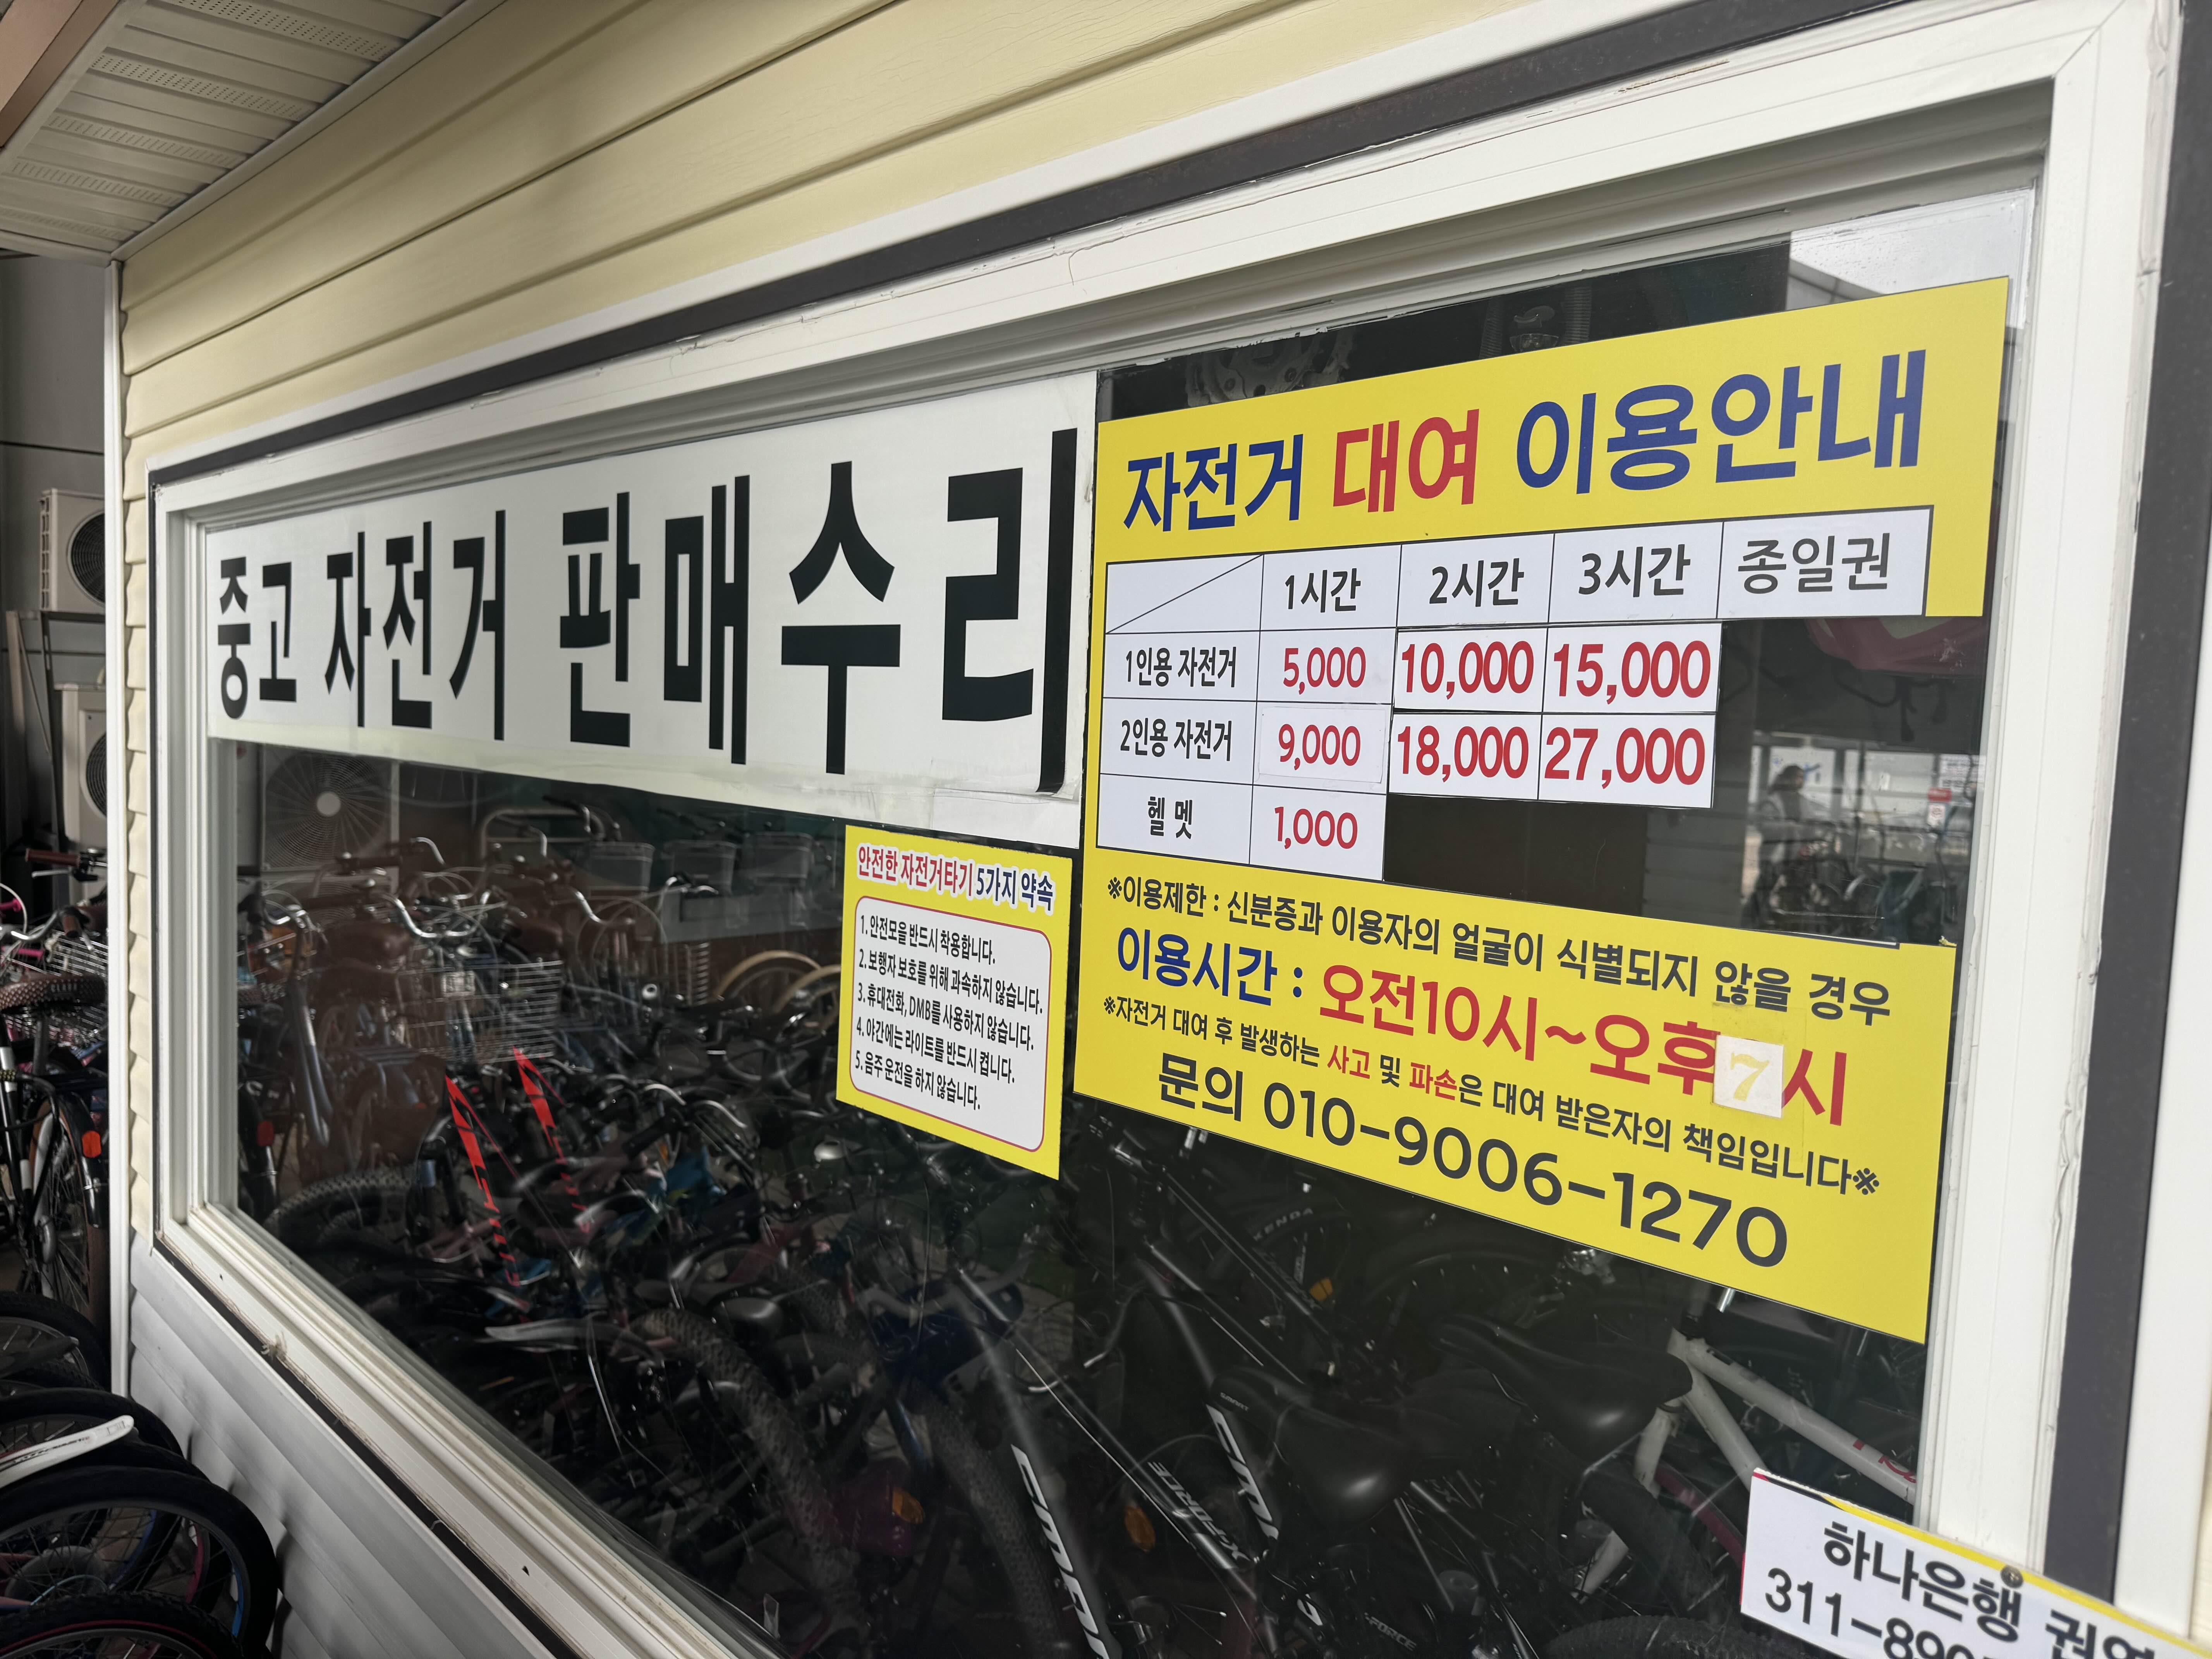 중고 자전거 판매수리
자전거 대여 이용안내
1시간 2시간 3시간 종일권
1인용 자전거 5,000 10,000 15,000
2인용 자전거 9,000 18,000 27,000
헬 멧 1,000
※이용제한 : 신분증과 이용자의 얼굴이 식별되지 않을 경우
이용시간 : 오전10시~오후7시
※자전거 대여 후 발생하는 사고 및 파손은 대여 받은자의 책임입니다※
문의 010-9006-1270
안전한 자전거타기 5가지 약속
1. 안전모을 반드시 착용합니다.
2. 보행자 보호를 위해 과속하지 않습니다.
3. 휴대전화, DMB를 사용하지 않습니다.
4. 야간에는 라이트를 반드시 켭니다.
5. 음주 운전을 하지 않습니다.
KENDA
SMART
X-FORCE
하나은행
311-890